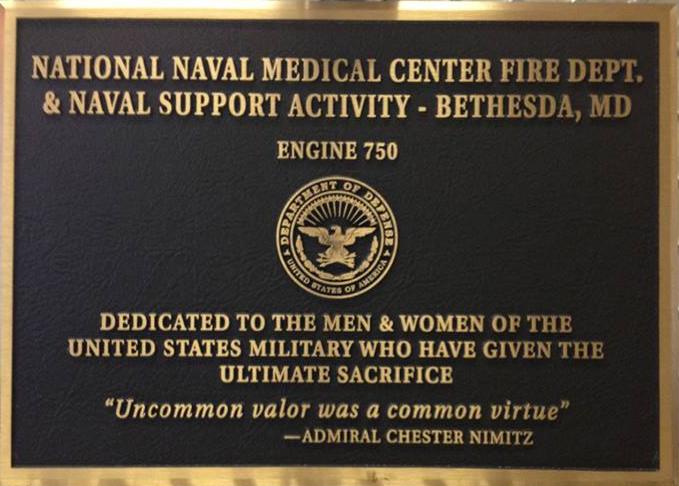 NATIONAL NAVAL MEDICAL CENTER FIRE DEPT.
& NAVAL SUPPORT ACTIVITY - BETHESDA, MD
ENGINE 750
DEPARTMENT OF DEFENSE
UNITED STATES OF AMERICA
DEDICATED TO THE MEN & WOMEN OF THE
UNITED STATES MILITARY WHO HAVE GIVEN THE
ULTIMATE SACRIFICE
“Uncommon valor was a common virtue”
—ADMIRAL CHESTER NIMITZ